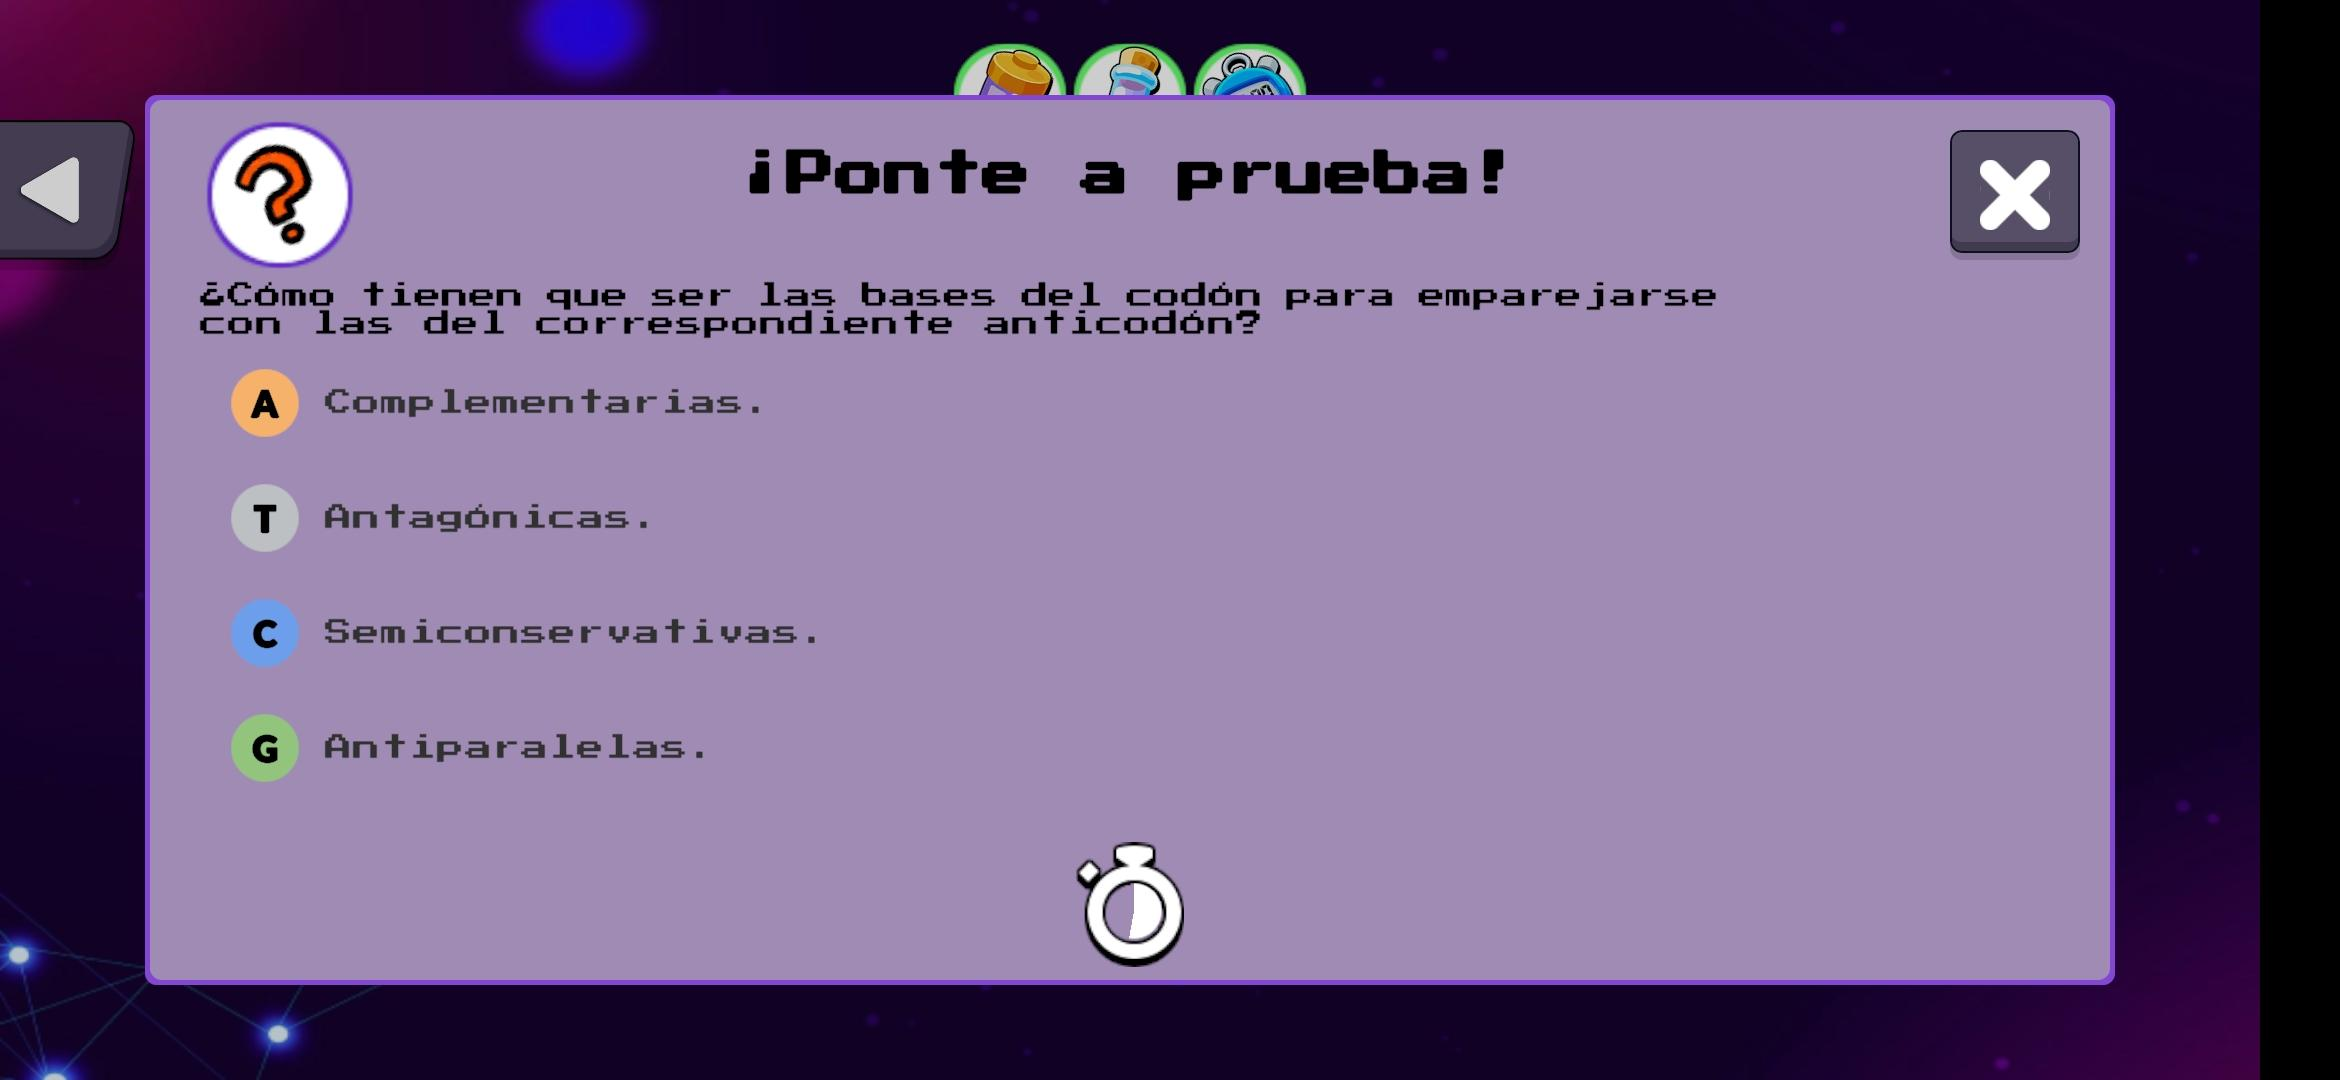 ¡Ponte a prueba!
¿Cómo tienen que ser las bases del codón para emparejarse
con las del correspondiente anticodón?
A Complementarias.
T Antagónicas.
C Semiconservativas.
G Antiparalelas.